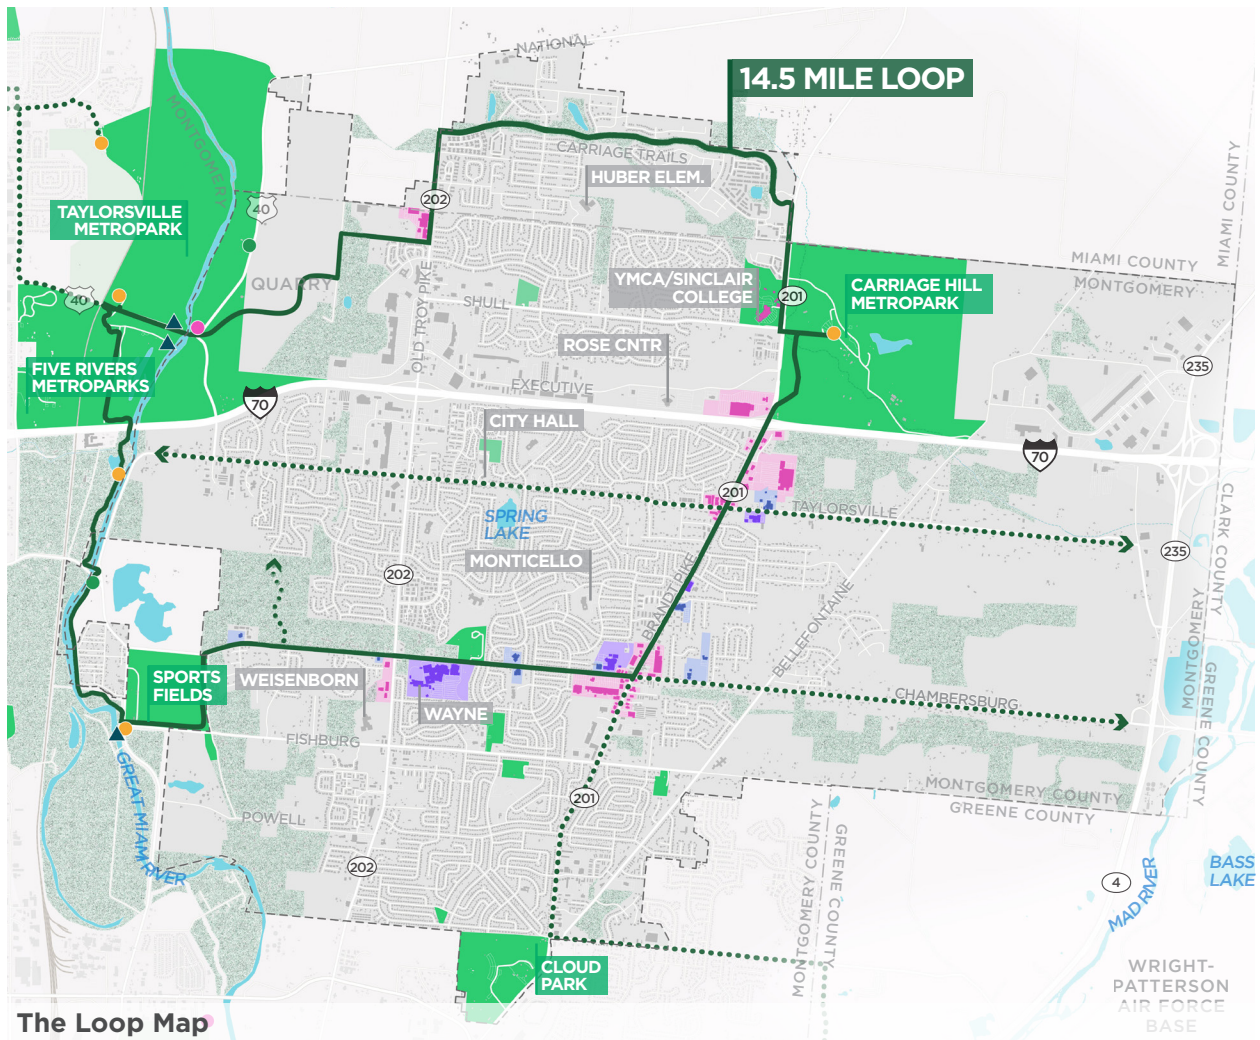 NATIONAL
14.5 MILE LOOP
MONTGOMERY
CARRIAGE TRAILS
HUBER ELEM.
MIAMI COUNTY
202
40
TAYLORSVILLE
METROPARK
MIAMI COUNTY
MONTGOMERY
QUARRY
YMCA/SINCLAIR
COLLEGE
201
CARRIAGE HILL
METROPARK
40
SHULL
OLD TROY PIKE
ROSE CNTR
FIVE RIVERS
METROPARKS
235
EXECUTIVE
70
CITY HALL
70
201
TAYLORSVILLE
CLARK COUNTY
SPRING
LAKE
MONTICELLO
235
202
BRANDT PIKE
BELLEFONTAINE
MONTGOMERY
GREENE COUNTY
SPORTS
FIELDS
WEISENBORN
WAYNE
CHAMBERSBURG
FISHBURG
GREAT MIAMI RIVER
201
MONTGOMERY COUNTY
GREENE COUNTY
POWELL
MONTGOMERY COUNTY
GREENE COUNTY
202
4
MAD RIVER
BASS
LAKE
CLOUD
PARK
WRIGHT-
PATTERSON
AIR FORCE
BASE
The Loop Map